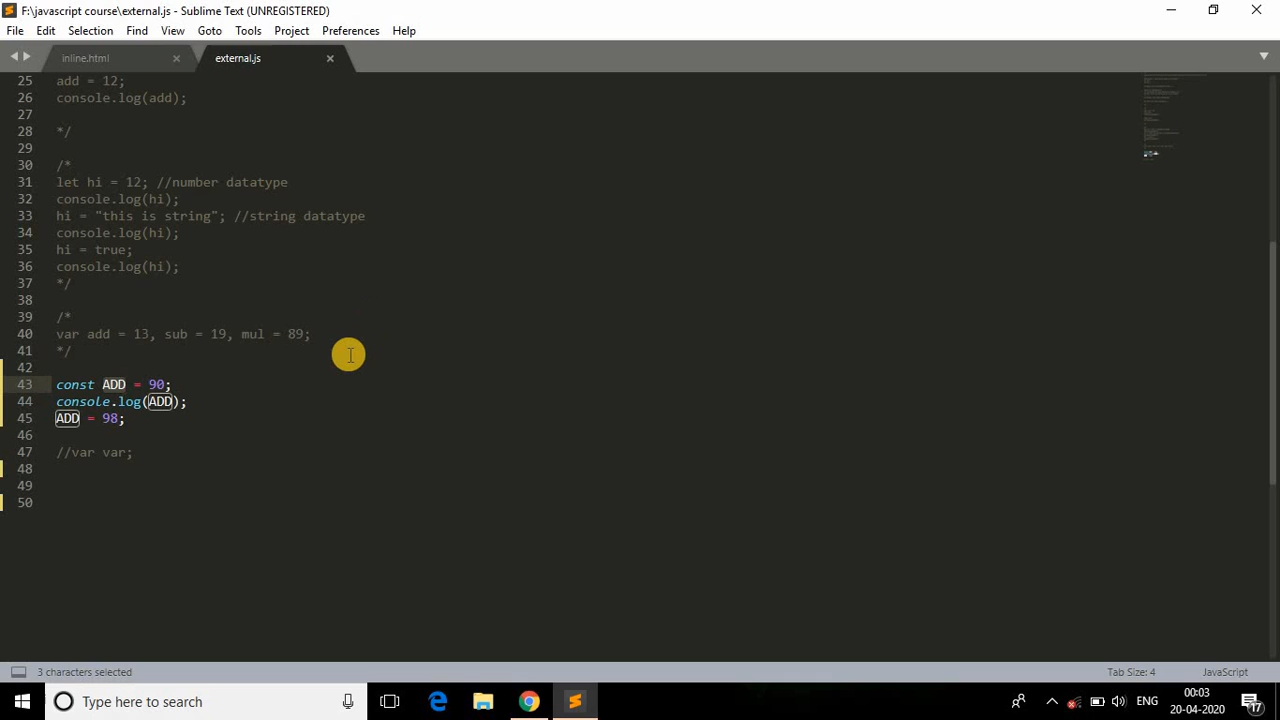 F:\javascript course\external.js - Sublime Text (UNREGISTERED)
File Edit Selection Find View Goto Tools Project Preferences Help
inline.html external.js
25 add = 12;
26 console.log(add);
27
28 */
29
30 /*
31 let hi = 12; //number datatype
32 console.log(hi);
33 hi = "this is string"; //string datatype
34 console.log(hi);
35 hi = true;
36 console.log(hi);
37 */
38
39 /*
40 var add = 13, sub = 19, mul = 89;
41 */
42
43 const ADD = 90;
44 console.log(ADD);
45 ADD = 98;
46
47 //var var;
48
49
50
3 characters selected Tab Size: 4 JavaScript
Type here to search ENG 00:03
20-04-2020 17